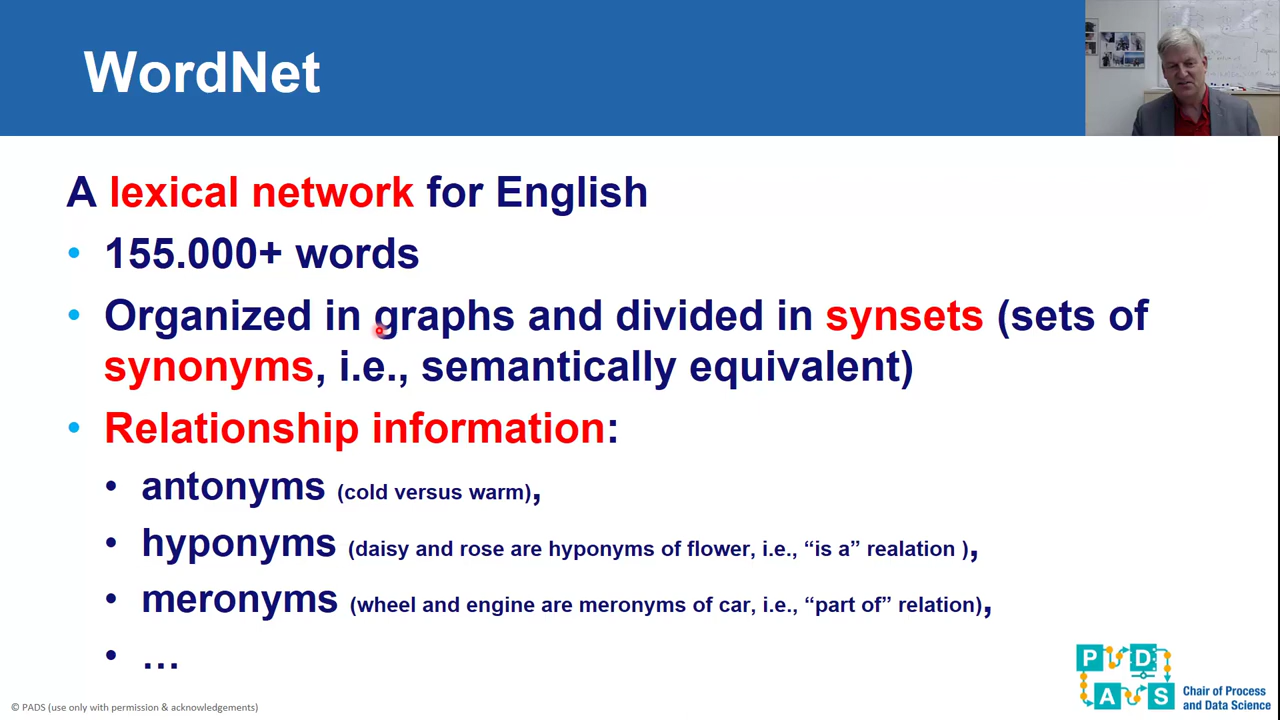 WordNet
A lexical network for English
• 155.000+ words
• Organized in graphs and divided in synsets (sets of
synonyms, i.e., semantically equivalent)
• Relationship information:
• antonyms (cold versus warm),
• hyponyms (daisy and rose are hyponyms of flower, i.e., “is a” realation ),
• meronyms (wheel and engine are meronyms of car, i.e., “part of” relation),
• …
P D
A S
Chair of Process
and Data Science
© PADS (use only with permission & acknowledgements)